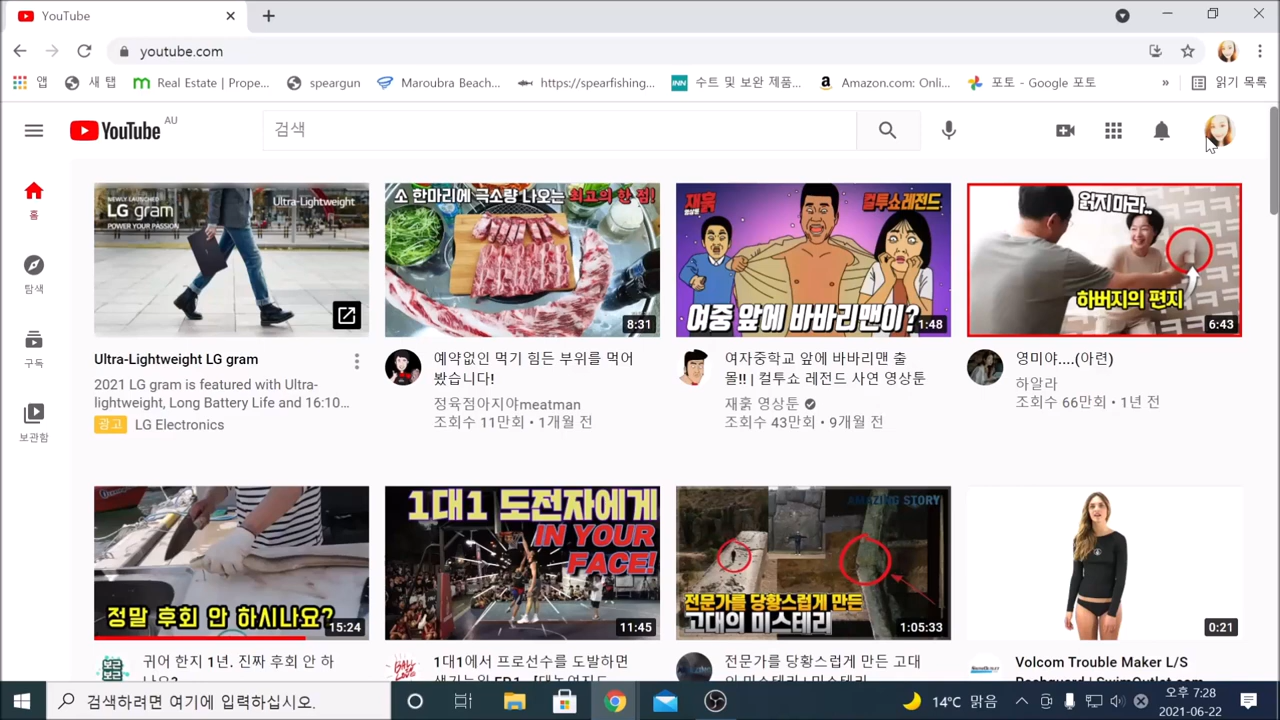 YouTube
youtube.com
앱
새 탭
Real Estate | Prope...
speargun
Maroubra Beach...
https://spearfishing...
INN
수트 및 보완 제품...
Amazon.com: Onli...
포토 - Google 포토
»
읽기 목록
YouTube AU
검색
홈
탐색
구독
보관함
NEWLY LAUNCHED
LG gram
POWER YOUR PASSION
Ultra-Lightweight
Ultra-Lightweight LG gram
2021 LG gram is featured with Ultra-
lightweight, Long Battery Life and 16:10...
광고 LG Electronics
소 한마리에 극소량 나오는 최고의 한 점!
8:31
예약없인 먹기 힘든 부위를 먹어
봤습니다!
정육점아지야meatman
조회수 11만회 • 1개월 전
재흙
영상툰
컬투쇼레전드
여중 앞에 바바리맨이?
1:48
여자중학교 앞에 바바리맨 출
몰!! | 컬투쇼 레전드 사연 영상툰
재흙 영상툰
조회수 43만회 • 9개월 전
읽지마라..
하버지의 편지
6:43
영미야....(아련)
하알라
조회수 66만회 • 1년 전
정말 후회 안 하시나요?
15:24
귀어 한지 1년. 진짜 후회 안 하
나요?
1대1 도전자에게
IN YOUR
FACE!
11:45
1대1에서 프로선수를 도발하면
AMAZING STORY
전문가를 당황스럽게 만든
고대의 미스테리
1:05:33
전문가를 당황스럽게 만든 고대
의 미스테리 | 미스테리
0:21
Volcom Trouble Maker L/S
Rashguard | SwimOutlet.com
검색하려면 여기에 입력하십시오.
14°C 맑음
오후 7:28
2021-06-22